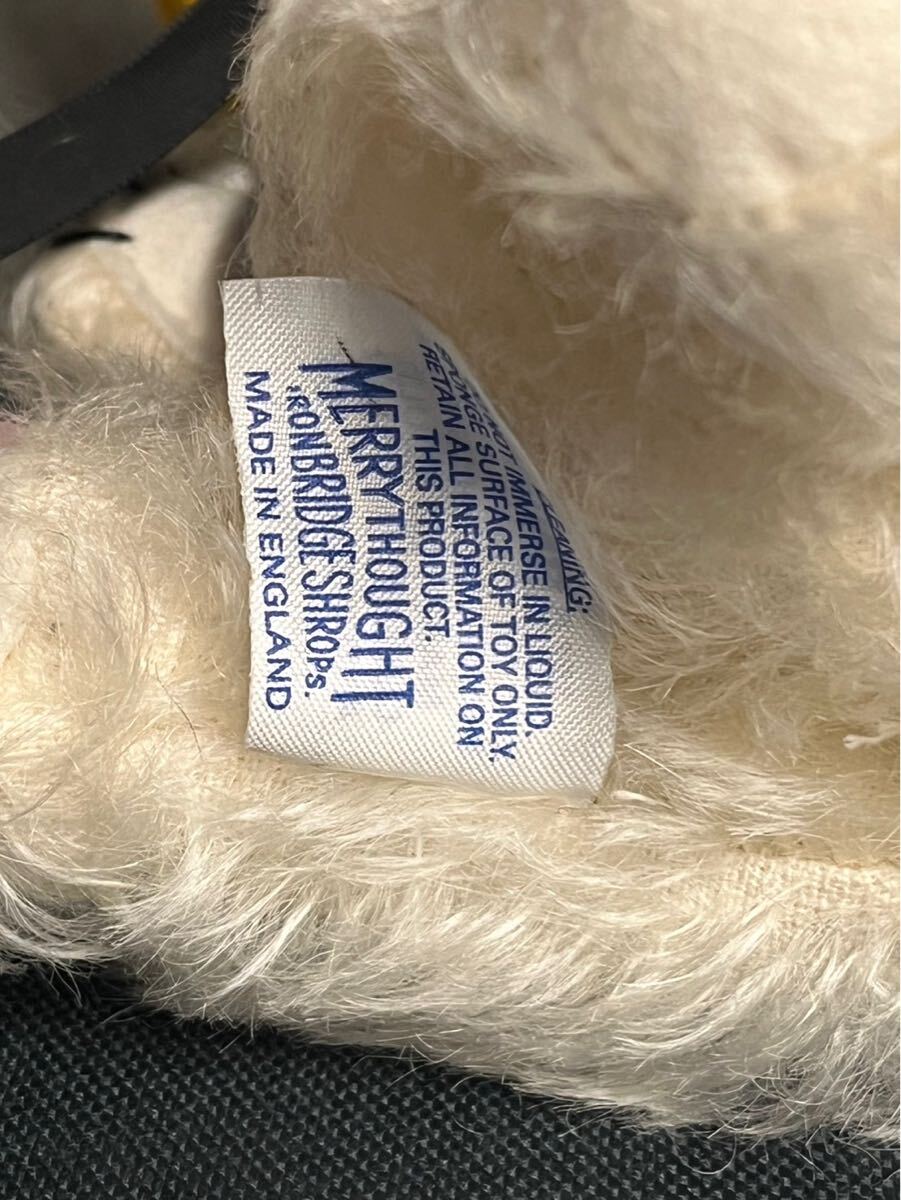 CLEANING:
NOT IMMERSE IN LIQUID.
SPONGE SURFACE OF TOY ONLY.
RETAIN ALL INFORMATION ON
THIS PRODUCT.
MERRYTHOUGHT
IRONBRIDGE SHROPS.
MADE IN ENGLAND